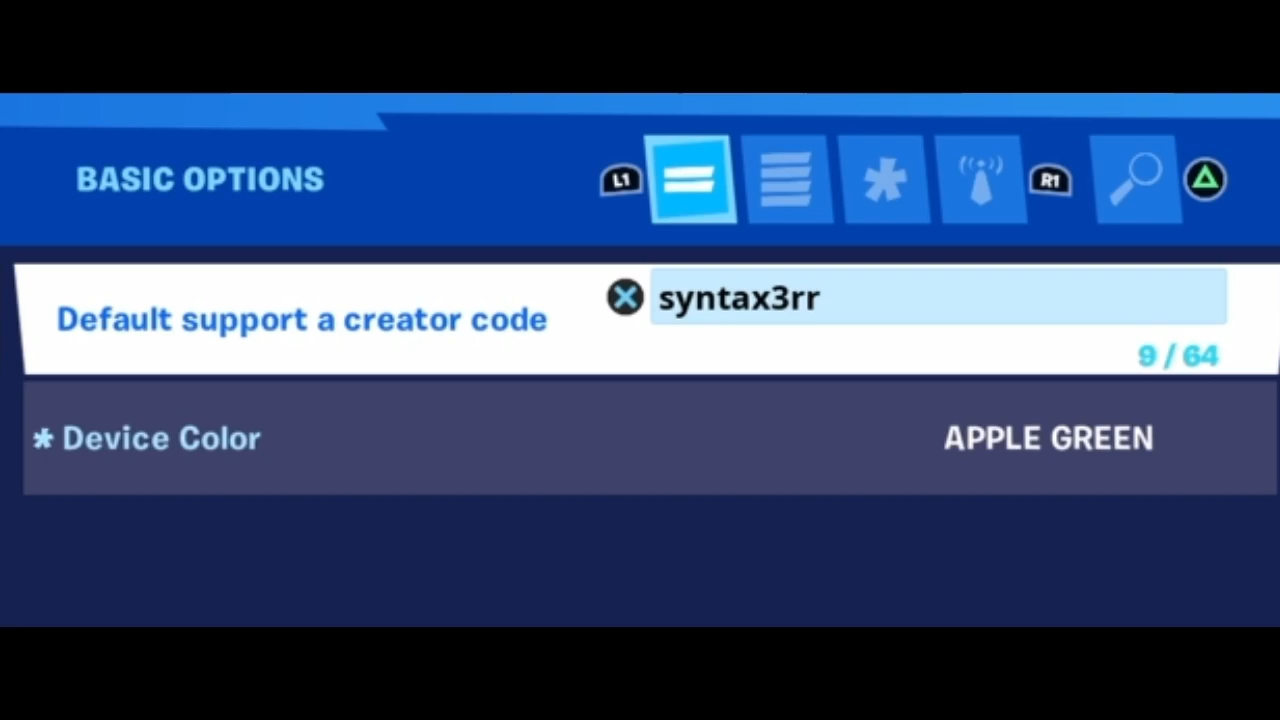 BASIC OPTIONS
L1
R1
Default support a creator code
syntax3rr
9 / 64
* Device Color
APPLE GREEN